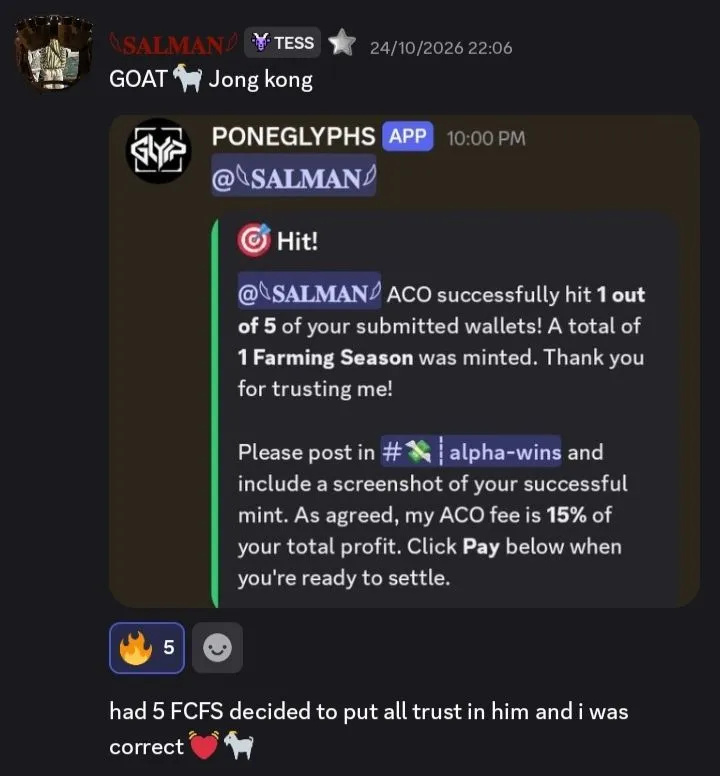 SALMAN TESS 24/10/2026 22:06
GOAT 🐐 Jong kong
GLYP
PONEGLYPHS APP 10:00 PM
@SALMAN
🎯 Hit!
@SALMAN ACO successfully hit 1 out
of 5 of your submitted wallets! A total of
1 Farming Season was minted. Thank you
for trusting me!
Please post in #💸┆alpha-wins and
include a screenshot of your successful
mint. As agreed, my ACO fee is 15% of
your total profit. Click Pay below when
you're ready to settle.
🔥 5
had 5 FCFS decided to put all trust in him and i was
correct 💓🐐